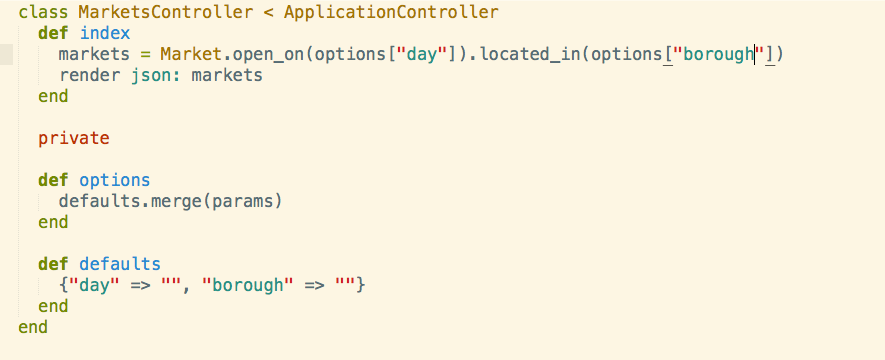 class MarketsController < ApplicationController
  def index
    markets = Market.open_on(options["day"]).located_in(options["borough"])
    render json: markets
  end

  private

  def options
    defaults.merge(params)
  end

  def defaults
    {"day" => "", "borough" => ""}
  end
end